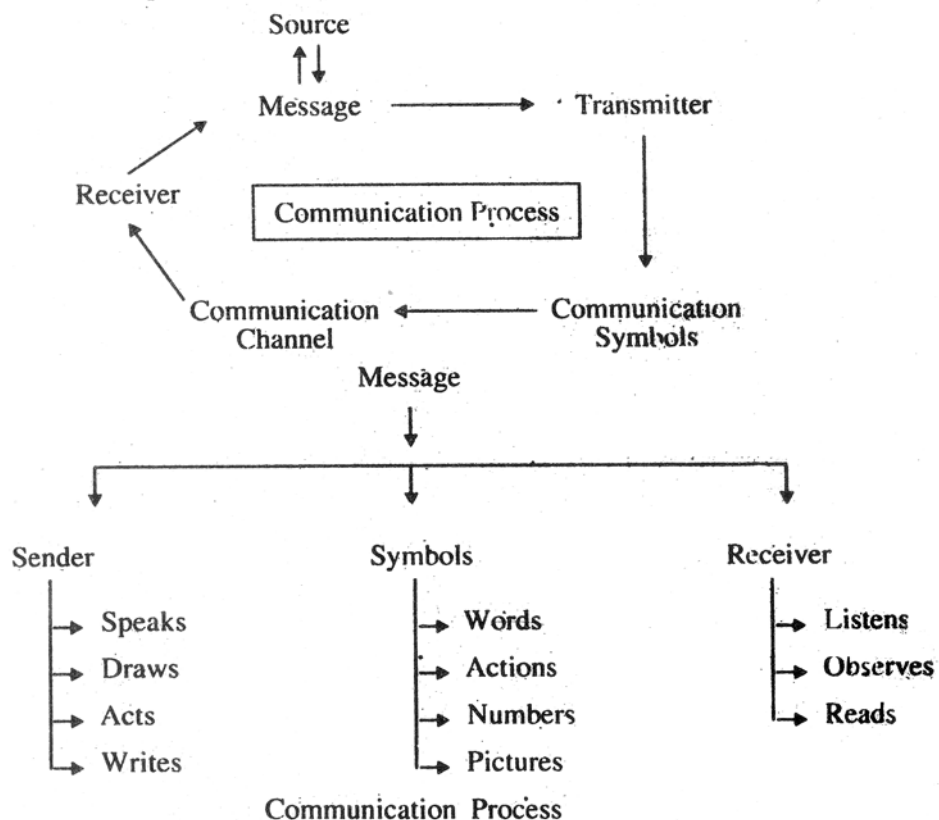 Source
Message Transmitter
Receiver
Communication Process
Communication Communication
Channel Symbols
Message
Sender Symbols Receiver
Speaks Words Listens
Draws Actions Observes
Acts Numbers Reads
Writes Pictures
Communication Process